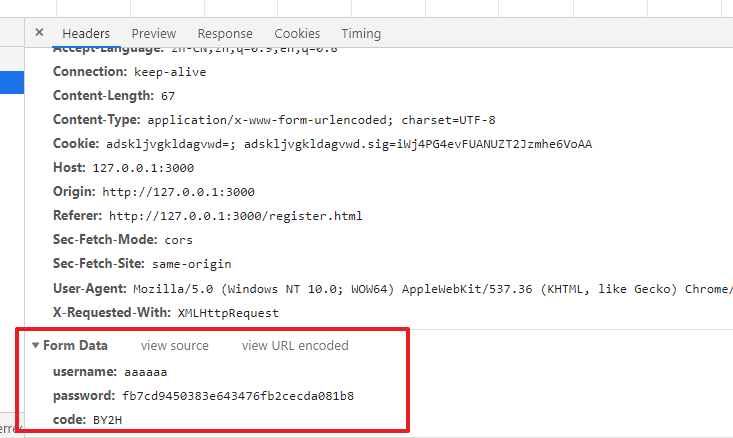 × Headers Preview Response Cookies Timing
Accept-Language: zh-CN,zh;q=0.9,en;q=0.8
Connection: keep-alive
Content-Length: 67
Content-Type: application/x-www-form-urlencoded; charset=UTF-8
Cookie: adskljvgkldagvwd=; adskljvgkldagvwd.sig=iWj4PG4evFUANUZT2Jzmhe6VoAA
Host: 127.0.0.1:3000
Origin: http://127.0.0.1:3000
Referer: http://127.0.0.1:3000/register.html
Sec-Fetch-Mode: cors
Sec-Fetch-Site: same-origin
User-Agent: Mozilla/5.0 (Windows NT 10.0; WOW64) AppleWebKit/537.36 (KHTML, like Gecko) Chrome/
X-Requested-With: XMLHttpRequest
▼ Form Data view source view URL encoded
username: aaaaaa
password: fb7cd9450383e643476fb2cecda081b8
code: BY2H